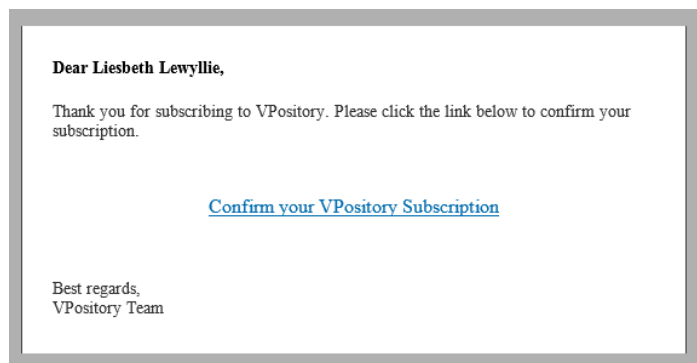 Dear Liesbeth Lewyllie,
Thank you for subscribing to VPository. Please click the link below to confirm your
subscription.
Confirm your VPository Subscription
Best regards,
VPository Team